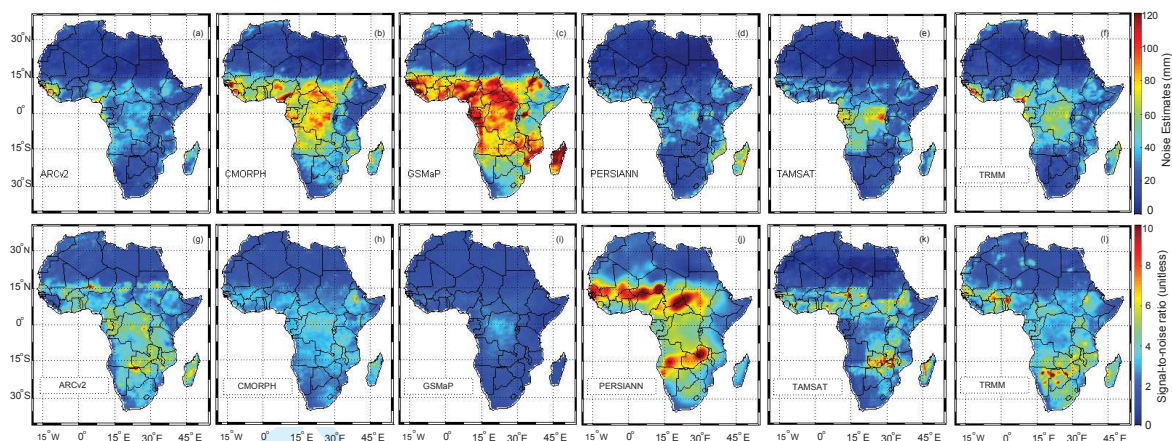 30°N
15°N
0°
15°S
30°S
(a)
ARCv2
(b)
CMORPH
(c)
GSMaP
(d)
PERSIANN
(e)
TAMSAT
(f)
TRMM
120
100
80
60
40
20
0
Noise Estimates (mm)
30°N
15°N
0°
15°S
30°S
(g)
ARCv2
(h)
CMORPH
(i)
GSMaP
(j)
PERSIANN
(k)
TAMSAT
(l)
TRMM
10
8
6
4
2
0
Signal-to-noise ratio (unitless)
15°W 0° 15°E 30°E 45°E
15°W 0° 15°E 30°E 45°E
15°W 0° 15°E 30°E 45°E
15°W 0° 15°E 30°E 45°E
15°W 0° 15°E 30°E 45°E
15°W 0° 15°E 30°E 45°E